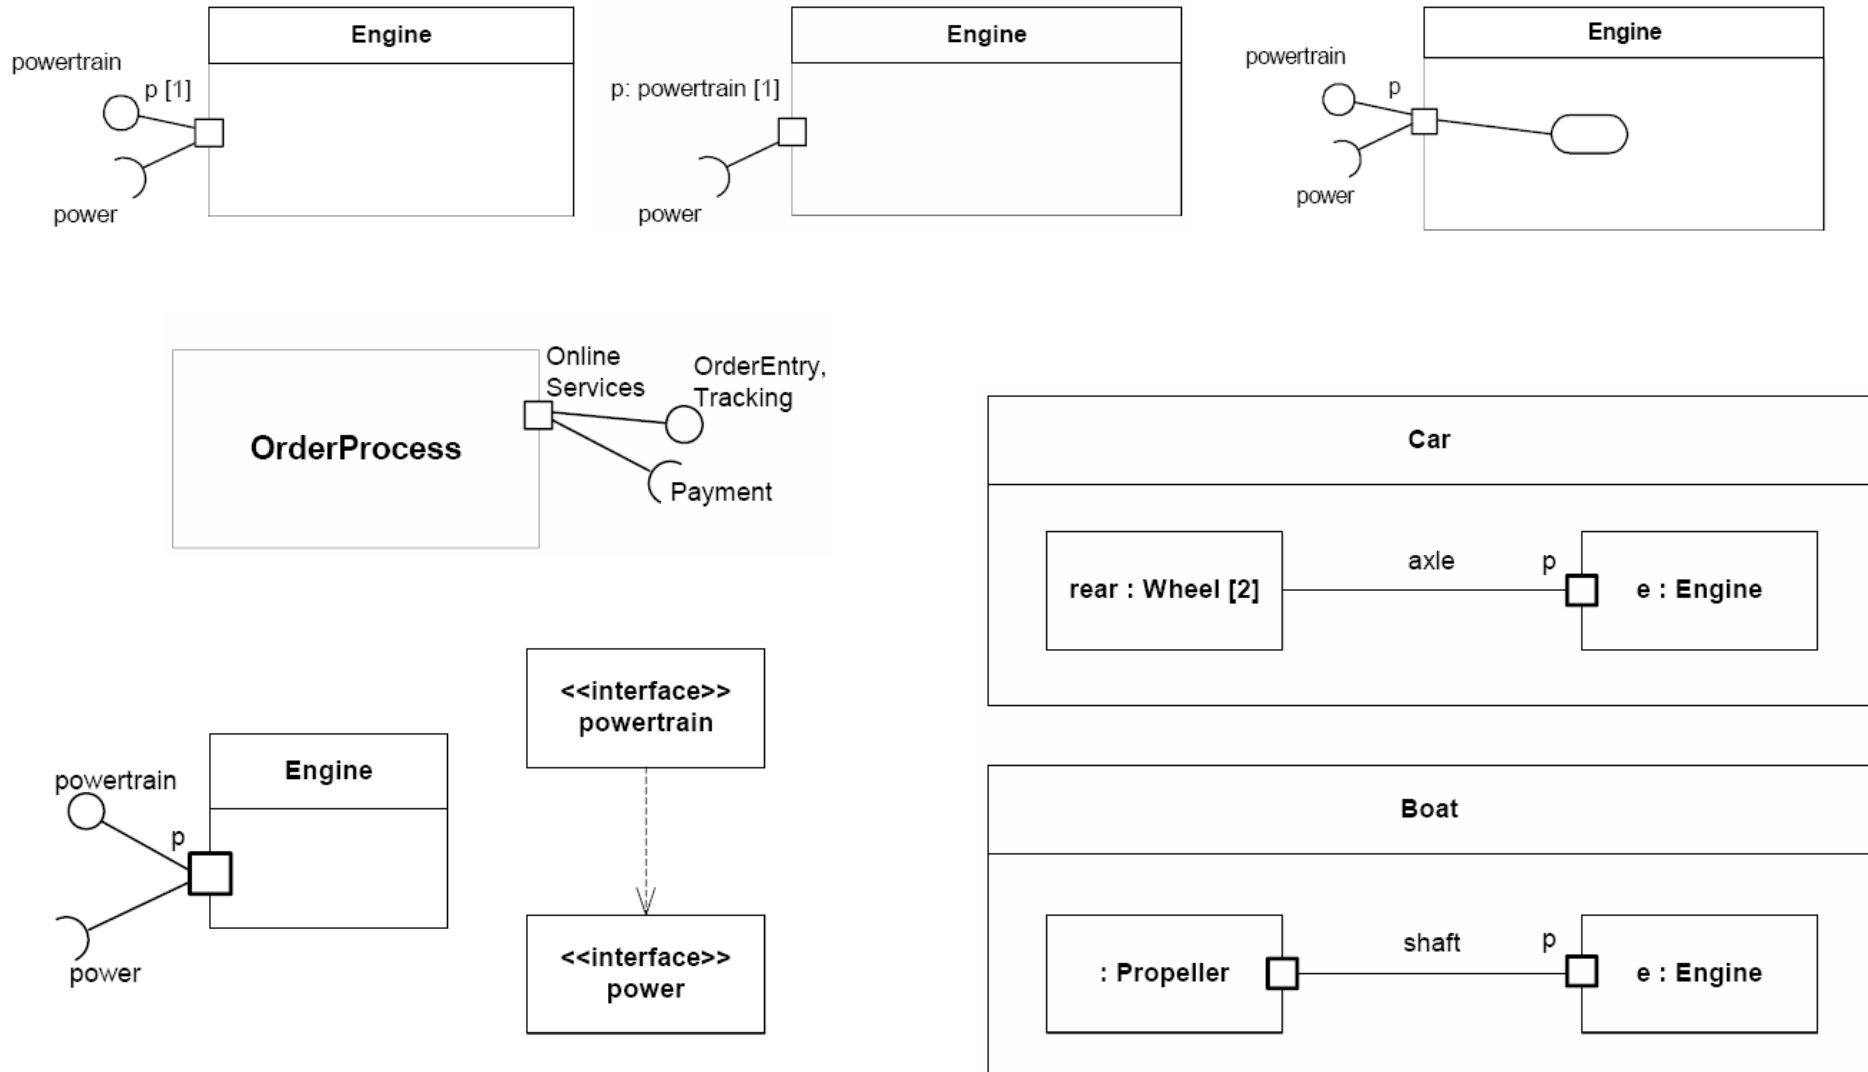 Engine
powertrain
p [1]
power
Engine
p: powertrain [1]
power
Engine
powertrain
p
power
Online
Services
OrderEntry,
Tracking
OrderProcess
Payment
Car
axle
p
rear : Wheel [2]
e : Engine
<<interface>>
powertrain
Engine
powertrain
p
power
<<interface>>
power
Boat
shaft
p
: Propeller
e : Engine